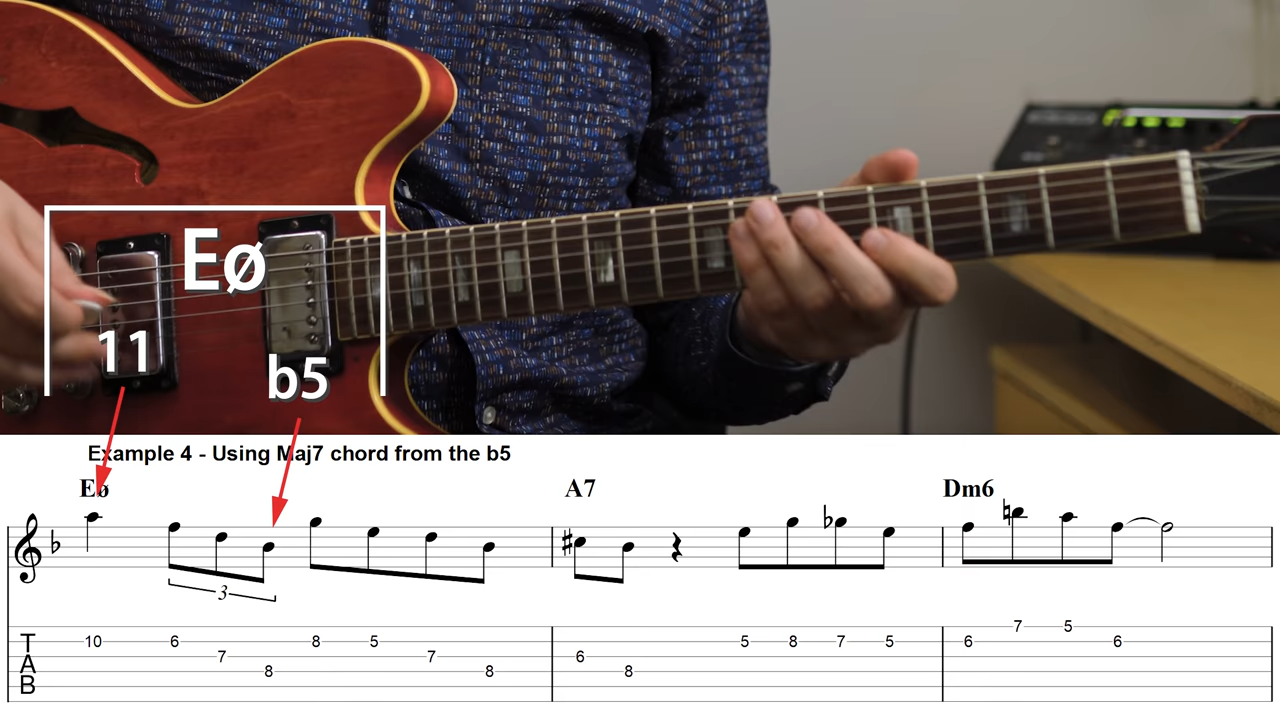 Eø
11
b5
Example 4 - Using Maj7 chord from the b5
Eø A7 Dm6
3
T
A
B
10 6 7 8 8 5 7 8 6 8 5 8 7 5 6 7 5 6